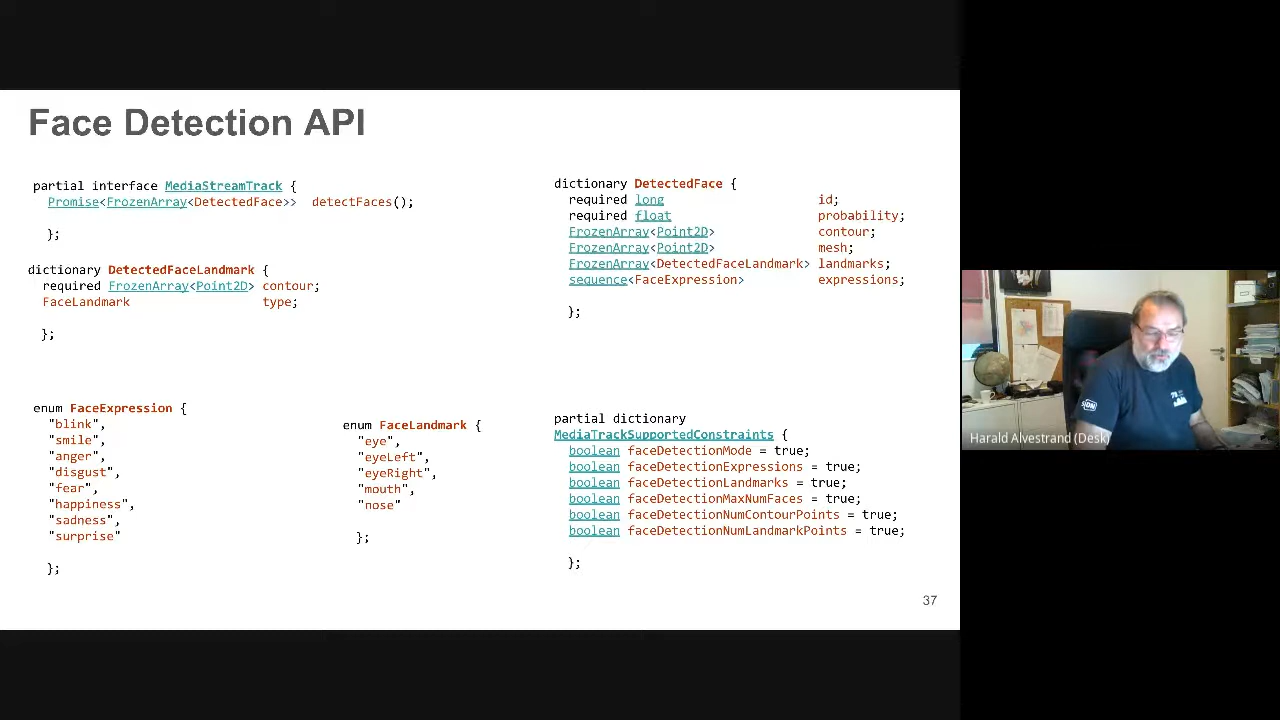 Face Detection API
partial interface MediaStreamTrack {
Promise<FrozenArray<DetectedFace>> detectFaces();
};
dictionary DetectedFaceLandmark {
required FrozenArray<Point2D> contour;
FaceLandmark type;
};
enum FaceExpression {
"blink",
"smile",
"anger",
"disgust",
"fear",
"happiness",
"sadness",
"surprise"
};
enum FaceLandmark {
"eye",
"eyeLeft",
"eyeRight",
"mouth",
"nose"
};
dictionary DetectedFace {
required long id;
required float probability;
FrozenArray<Point2D> contour;
FrozenArray<Point2D> mesh;
FrozenArray<DetectedFaceLandmark> landmarks;
sequence<FaceExpression> expressions;
};
partial dictionary
MediaTrackSupportedConstraints {
boolean faceDetectionMode = true;
boolean faceDetectionExpressions = true;
boolean faceDetectionLandmarks = true;
boolean faceDetectionMaxNumFaces = true;
boolean faceDetectionNumContourPoints = true;
boolean faceDetectionNumLandmarkPoints = true;
};
37
Harald Alvestrand (Desk)